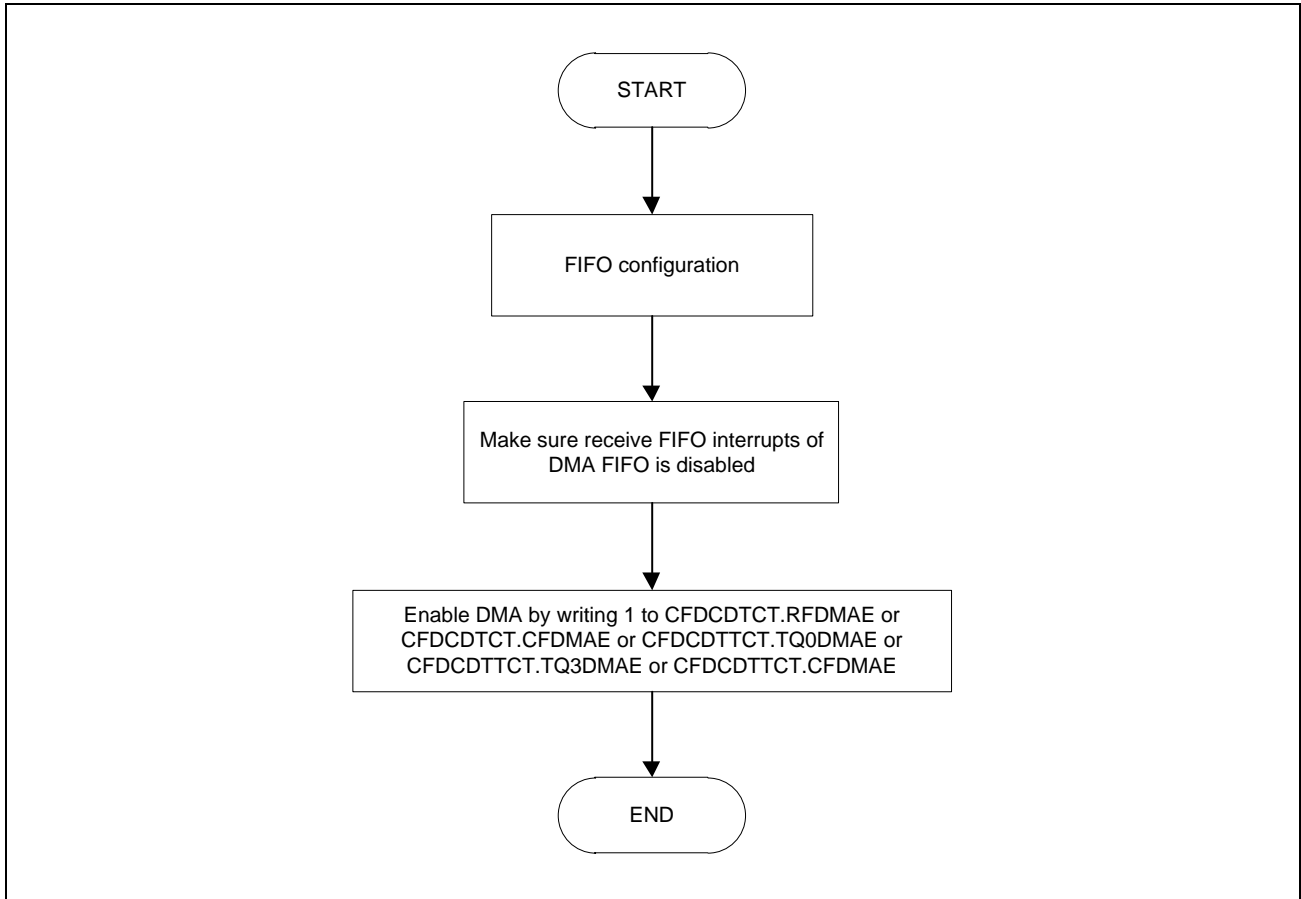 START
FIFO configuration
Make sure receive FIFO interrupts of
DMA FIFO is disabled
Enable DMA by writing 1 to CFDCDTCT.RFDMAE or
CFDCDTCT.CFDMAE or CFDCDTTCT.TQ0DMAE or
CFDCDTTCT.TQ3DMAE or CFDCDTTCT.CFDMAE
END